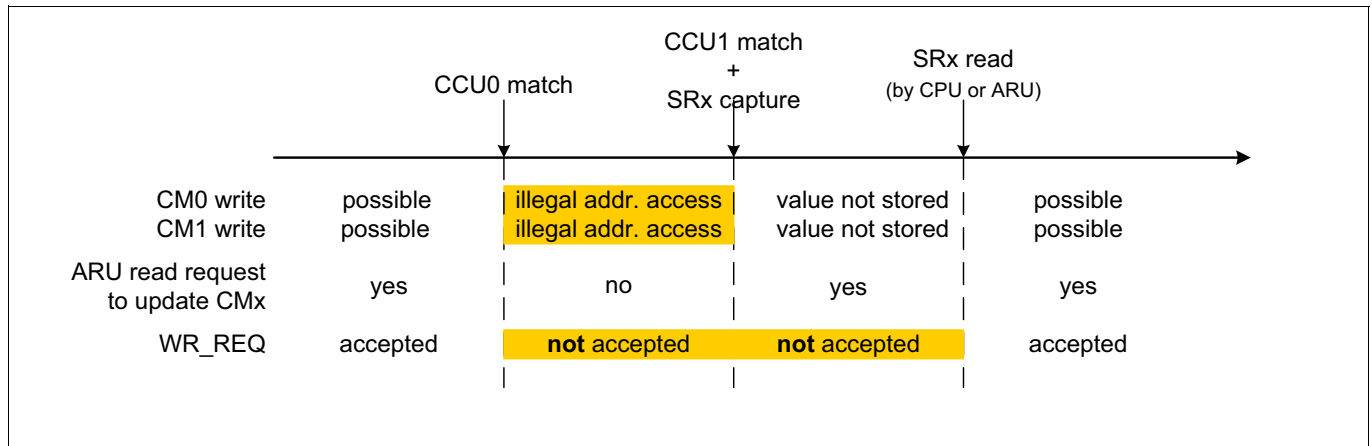 CCU0 match
CCU1 match
+
SRx capture
SRx read
(by CPU or ARU)
CM0 write possible illegal addr. access value not stored possible
CM1 write possible illegal addr. access value not stored possible
ARU read request
to update CMx
yes no yes yes
WR_REQ accepted not accepted not accepted accepted